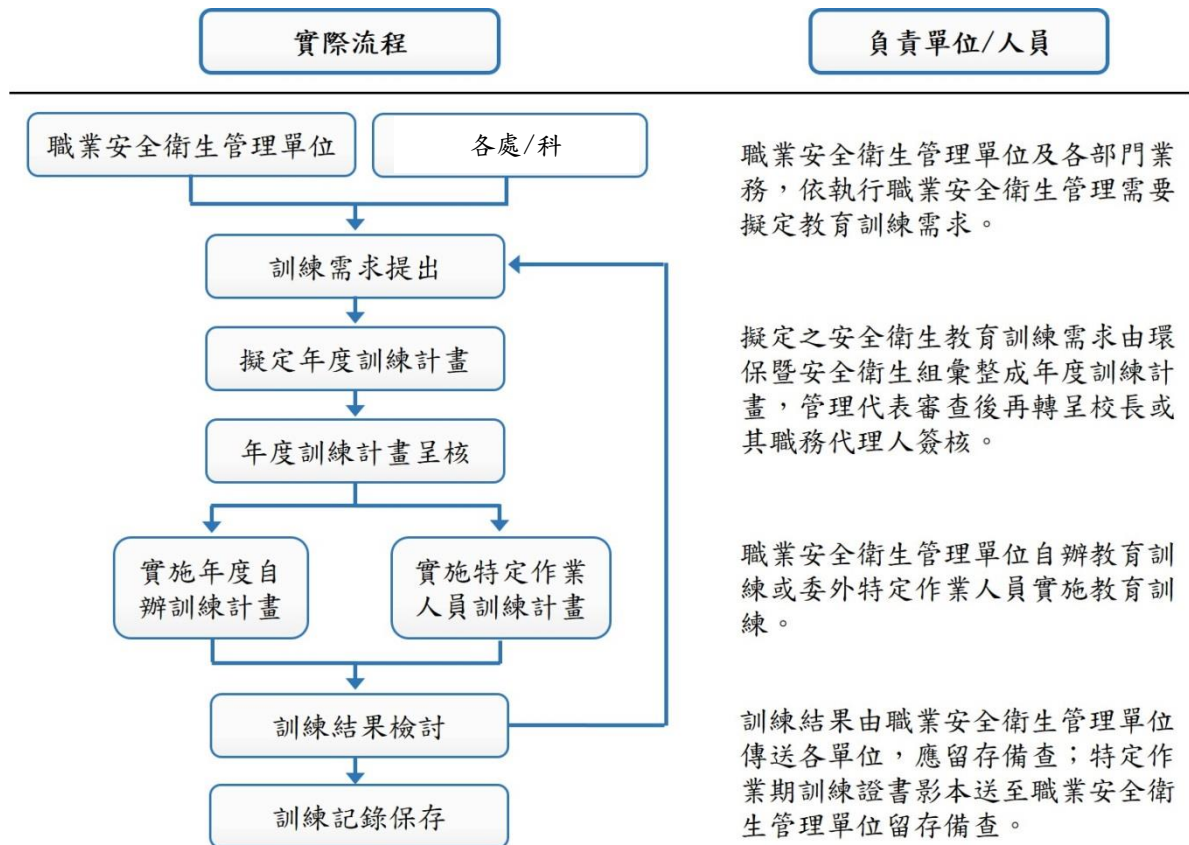 實際流程
負責單位/人員
職業安全衛生管理單位
各處/科
職業安全衛生管理單位及各部門業
務，依執行職業安全衛生管理需要
擬定教育訓練需求。
訓練需求提出
擬定年度訓練計畫
擬定之安全衛生教育訓練需求由環
保暨安全衛生組彙整成年度訓練計
畫，管理代表審查後再轉呈校長或
其職務代理人簽核。
年度訓練計畫呈核
實施年度自
辦訓練計畫
實施特定作業
人員訓練計畫
職業安全衛生管理單位自辦教育訓
練或委外特定作業人員實施教育訓
練。
訓練結果檢討
訓練結果由職業安全衛生管理單位
傳送各單位，應留存備查；特定作
業期訓練證書影本送至職業安全衛
生管理單位留存備查。
訓練記錄保存